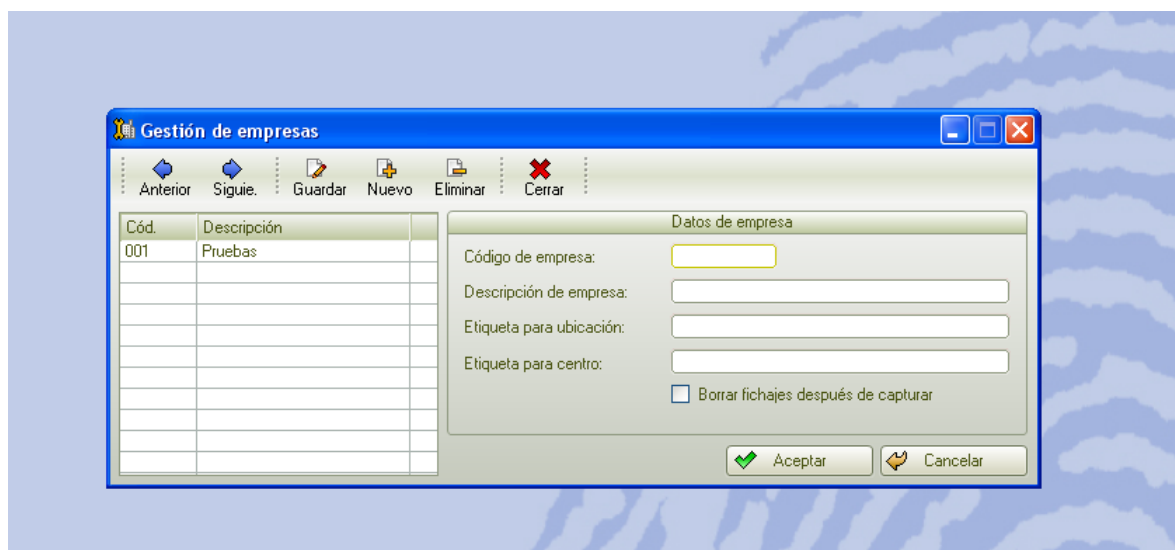 Gestión de empresas
Anterior Siguie. Guardar Nuevo Eliminar Cerrar
Cód. Descripción
001 Pruebas
Datos de empresa
Código de empresa:
Descripción de empresa:
Etiqueta para ubicación:
Etiqueta para centro:
Borrar fichajes después de capturar
Aceptar Cancelar